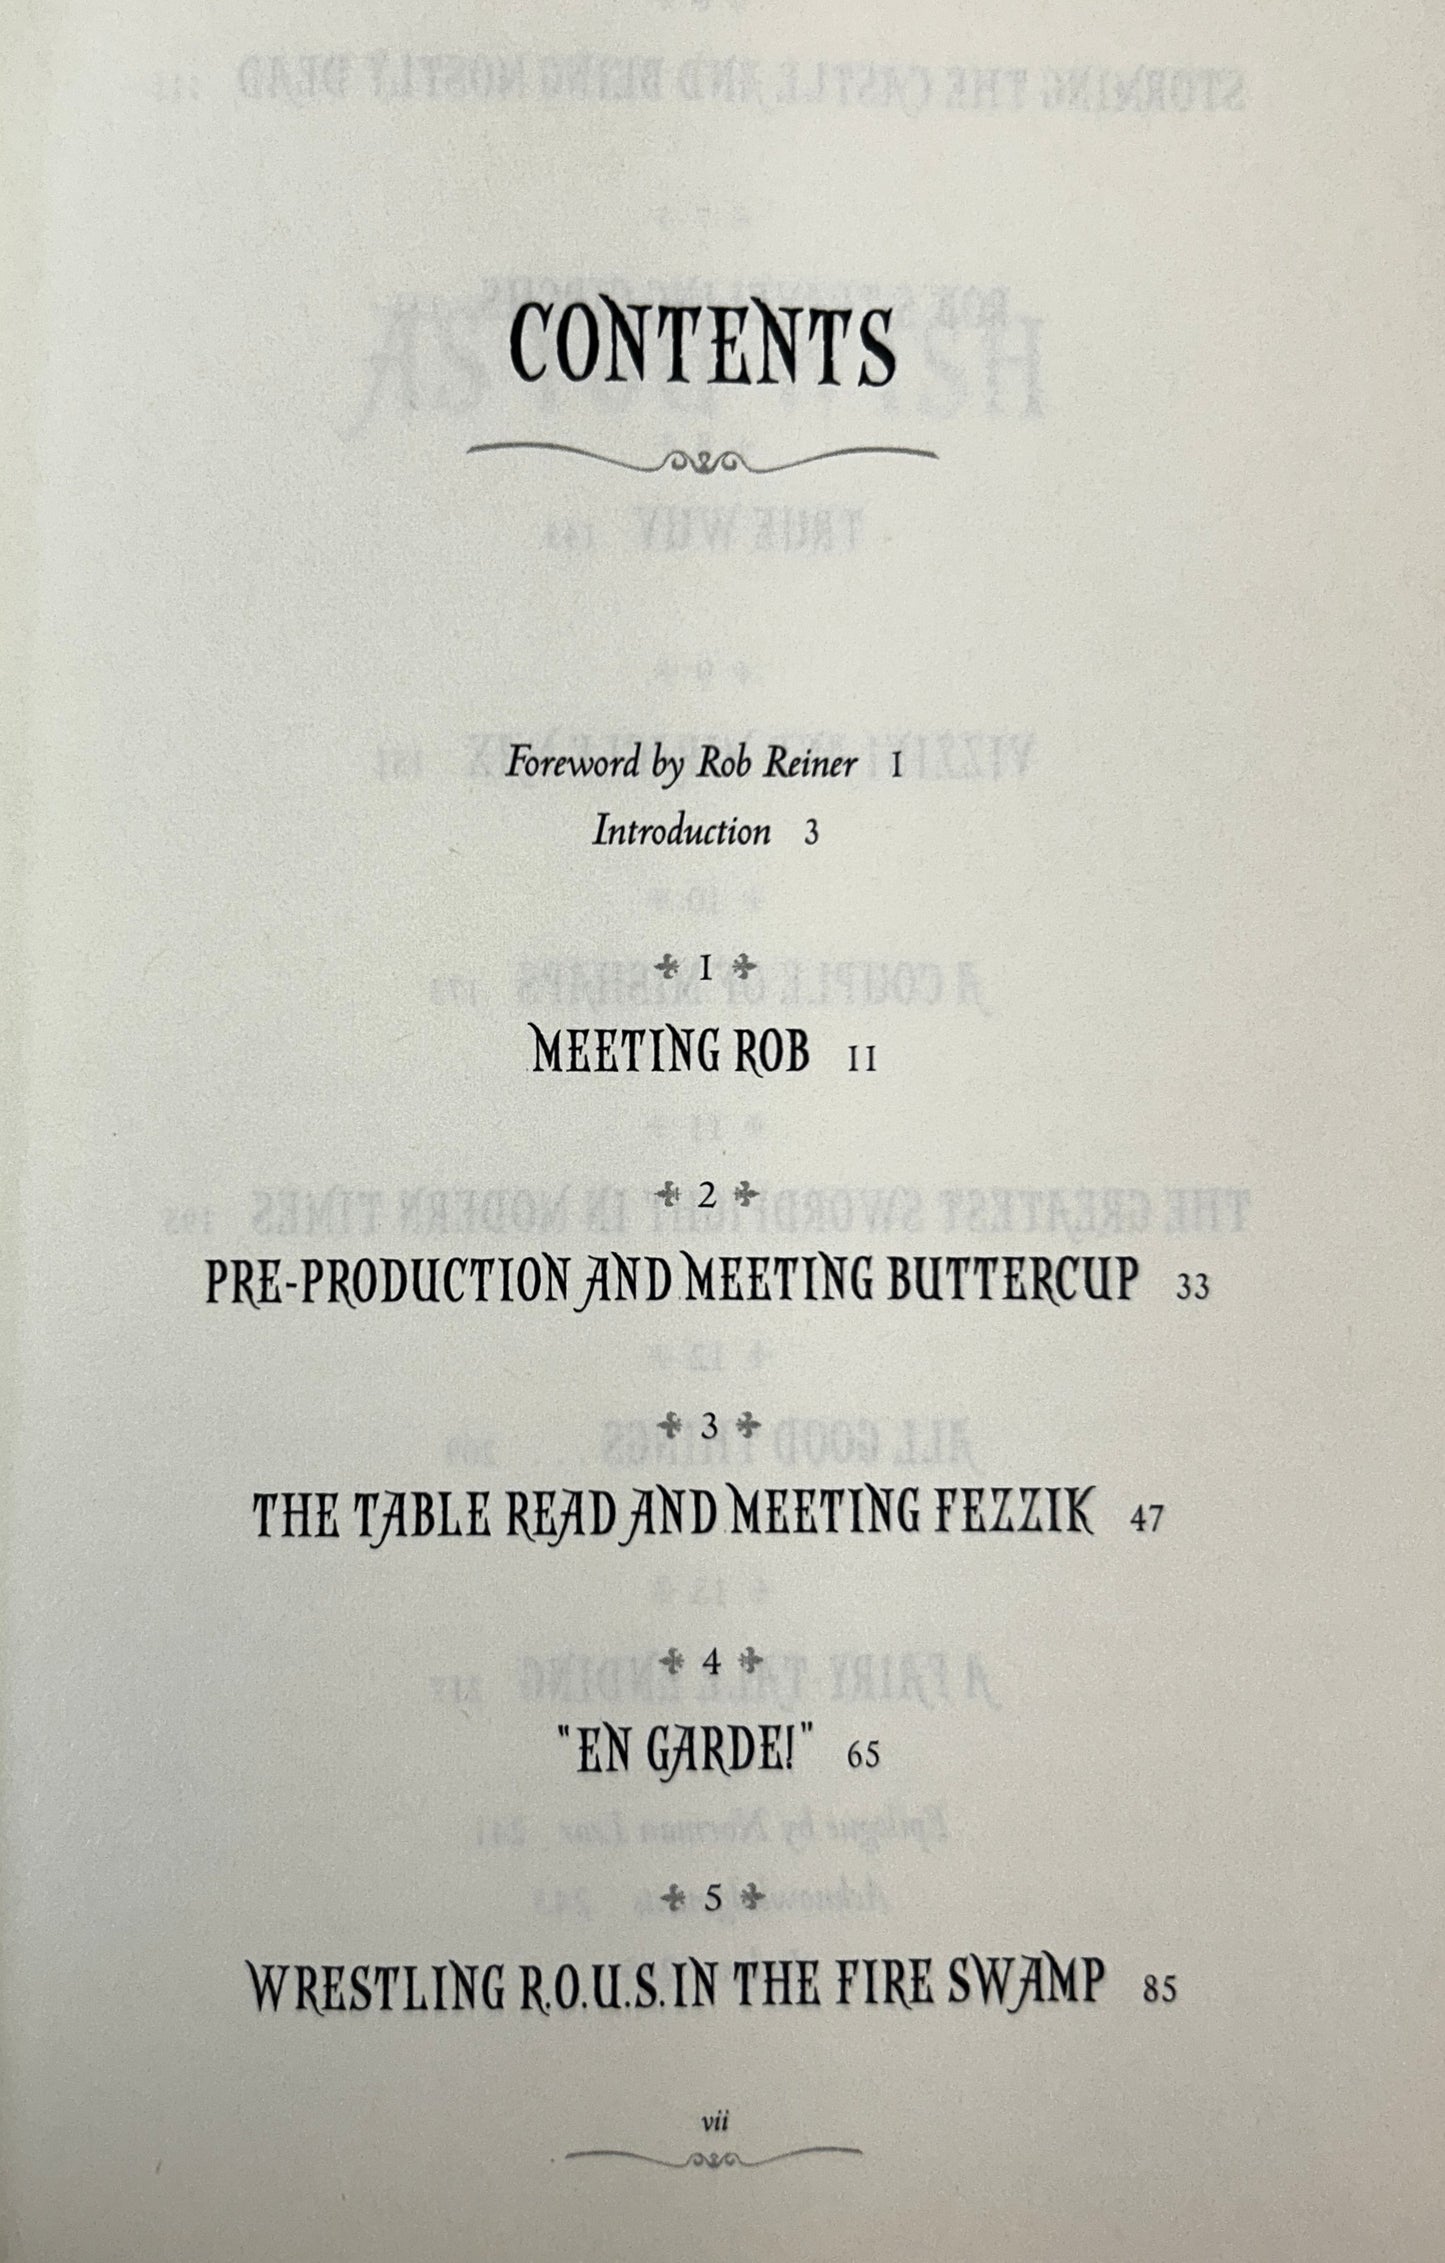 CONTENTS
Foreword by Rob Reiner 1
Introduction 3
1
MEETING ROB 11
2
PRE-PRODUCTION AND MEETING BUTTERCUP 33
3
THE TABLE READ AND MEETING FEZZIK 47
4
"EN GARDE!" 65
5
WRESTLING R.O.U.S. IN THE FIRE SWAMP 85
vii